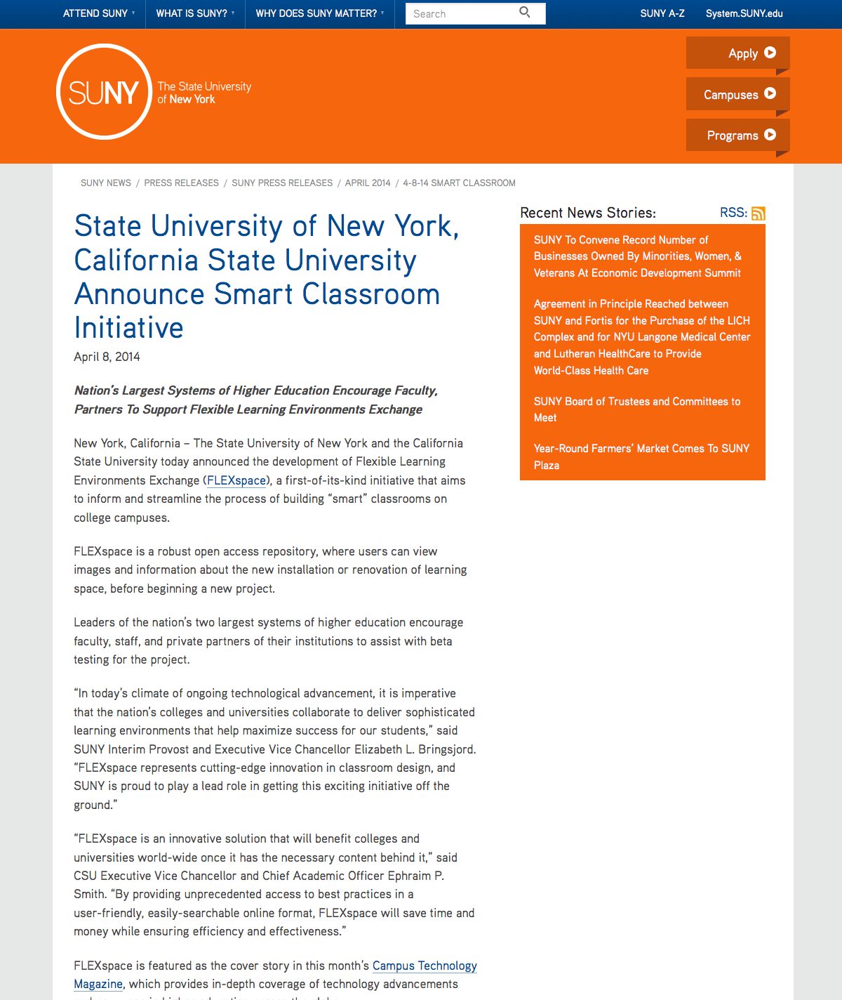 ATTEND SUNY
WHAT IS SUNY?
WHY DOES SUNY MATTER?
Search
SUNY A-Z
System.SUNY.edu
SUNY
The State University
of New York
Apply
Campuses
Programs
SUNY NEWS / PRESS RELEASES / SUNY PRESS RELEASES / APRIL 2014 / 4-8-14 SMART CLASSROOM
State University of New York,
California State University
Announce Smart Classroom
Initiative
April 8, 2014
Nation’s Largest Systems of Higher Education Encourage Faculty,
Partners To Support Flexible Learning Environments Exchange
New York, California – The State University of New York and the California
State University today announced the development of Flexible Learning
Environments Exchange (FLEXspace), a first-of-its-kind initiative that aims
to inform and streamline the process of building “smart” classrooms on
college campuses.
FLEXspace is a robust open access repository, where users can view
images and information about the new installation or renovation of learning
space, before beginning a new project.
Leaders of the nation’s two largest systems of higher education encourage
faculty, staff, and private partners of their institutions to assist with beta
testing for the project.
“In today’s climate of ongoing technological advancement, it is imperative
that the nation’s colleges and universities collaborate to deliver sophisticated
learning environments that help maximize success for our students,” said
SUNY Interim Provost and Executive Vice Chancellor Elizabeth L. Bringsjord.
“FLEXspace represents cutting-edge innovation in classroom design, and
SUNY is proud to play a lead role in getting this exciting initiative off the
ground.”
“FLEXspace is an innovative solution that will benefit colleges and
universities world-wide once it has the necessary content behind it,” said
CSU Executive Vice Chancellor and Chief Academic Officer Ephraim P.
Smith. “By providing unprecedented access to best practices in a
user-friendly, easily-searchable online format, FLEXspace will save time and
money while ensuring efficiency and effectiveness.”
FLEXspace is featured as the cover story in this month’s Campus Technology
Magazine, which provides in-depth coverage of technology advancements
Recent News Stories:
RSS:
SUNY To Convene Record Number of
Businesses Owned By Minorities, Women, &
Veterans At Economic Development Summit
Agreement in Principle Reached between
SUNY and Fortis for the Purchase of the LICH
Complex and for NYU Langone Medical Center
and Lutheran HealthCare to Provide
World-Class Health Care
SUNY Board of Trustees and Committees to
Meet
Year-Round Farmers’ Market Comes To SUNY
Plaza